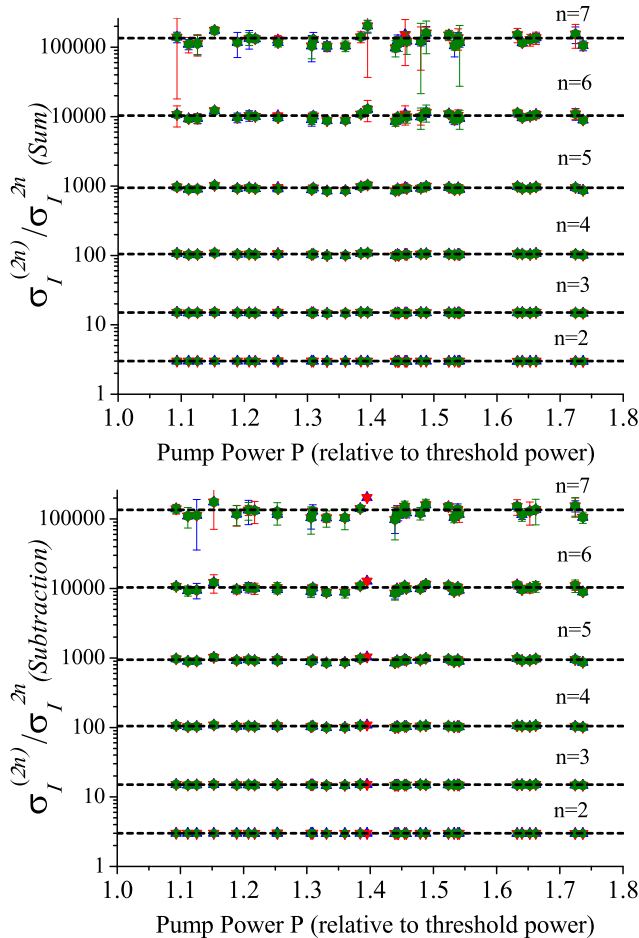 n=7
100000
n=6
10000
n=5
1000
n=4
100
n=3
10
n=2
1
σ_I^(2n)/σ_I^2n (Sum)
1.0 1.1 1.2 1.3 1.4 1.5 1.6 1.7 1.8
Pump Power P (relative to threshold power)
n=7
100000
n=6
10000
n=5
1000
n=4
100
n=3
10
n=2
1
σ_I^(2n)/σ_I^2n (Subtraction)
1.0 1.1 1.2 1.3 1.4 1.5 1.6 1.7 1.8
Pump Power P (relative to threshold power)